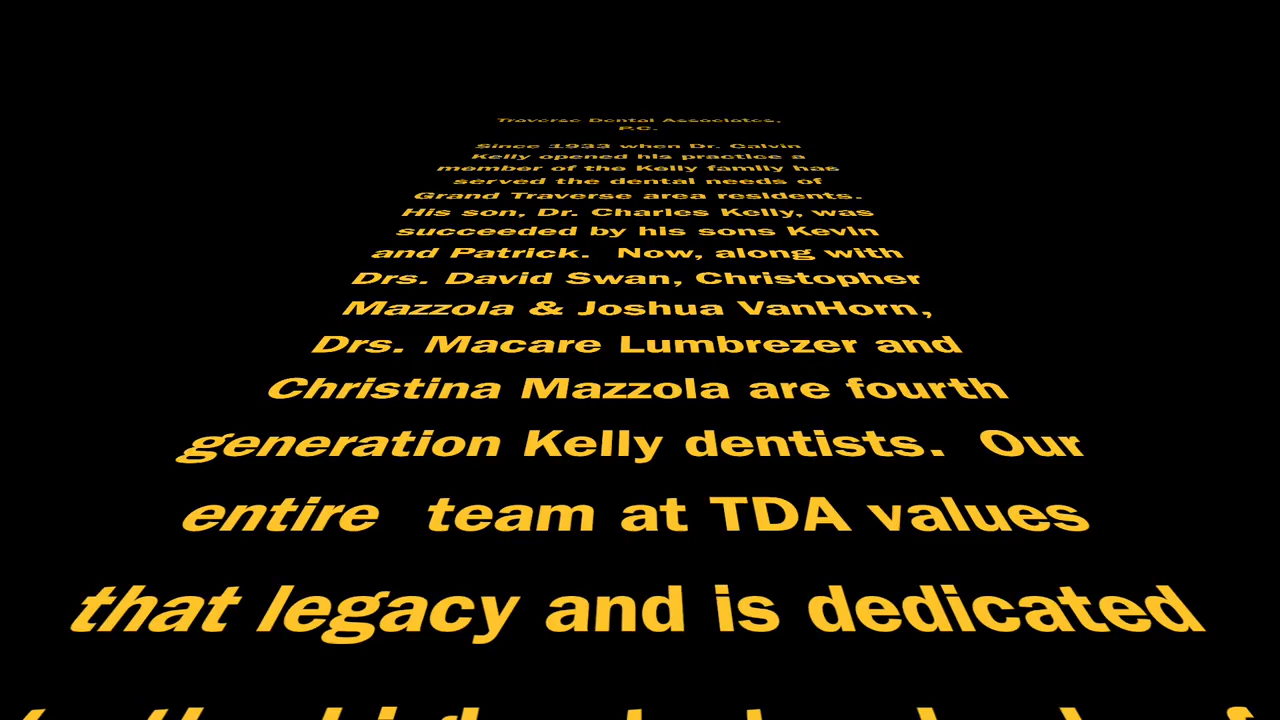 Traverse Dental Associates,
P.C.
Since 1933 when Dr. Calvin
Kelly opened his practice a
member of the Kelly family has
served the dental needs of
Grand Traverse area residents.
His son, Dr. Charles Kelly, was
succeeded by his sons Kevin
and Patrick.  Now, along with
Drs. David Swan, Christopher
Mazzola & Joshua VanHorn,
Drs. Macare Lumbrezer and
Christina Mazzola are fourth
generation Kelly dentists.  Our
entire  team at TDA values
that legacy and is dedicated